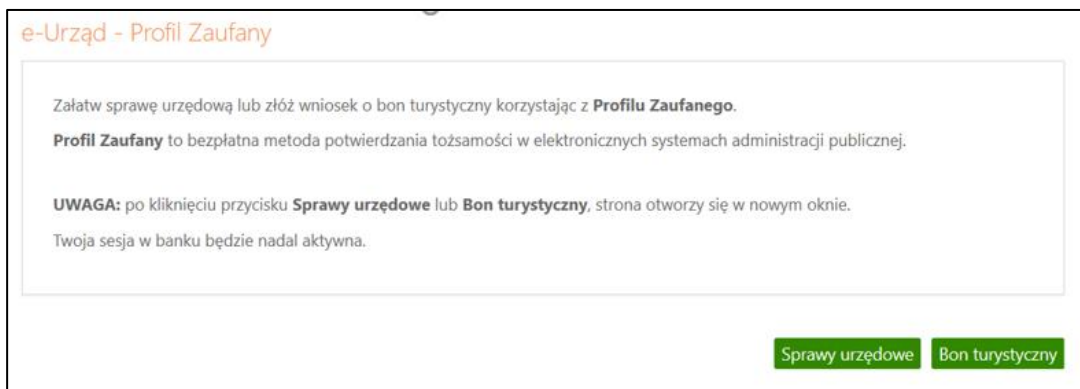 e-Urząd - Profil Zaufany
Załatw sprawę urzędową lub złóż wniosek o bon turystyczny korzystając z Profilu Zaufanego.
Profil Zaufany to bezpłatna metoda potwierdzania tożsamości w elektronicznych systemach administracji publicznej.
UWAGA: po kliknięciu przycisku Sprawy urzędowe lub Bon turystyczny, strona otworzy się w nowym oknie.
Twoja sesja w banku będzie nadal aktywna.
Sprawy urzędowe Bon turystyczny